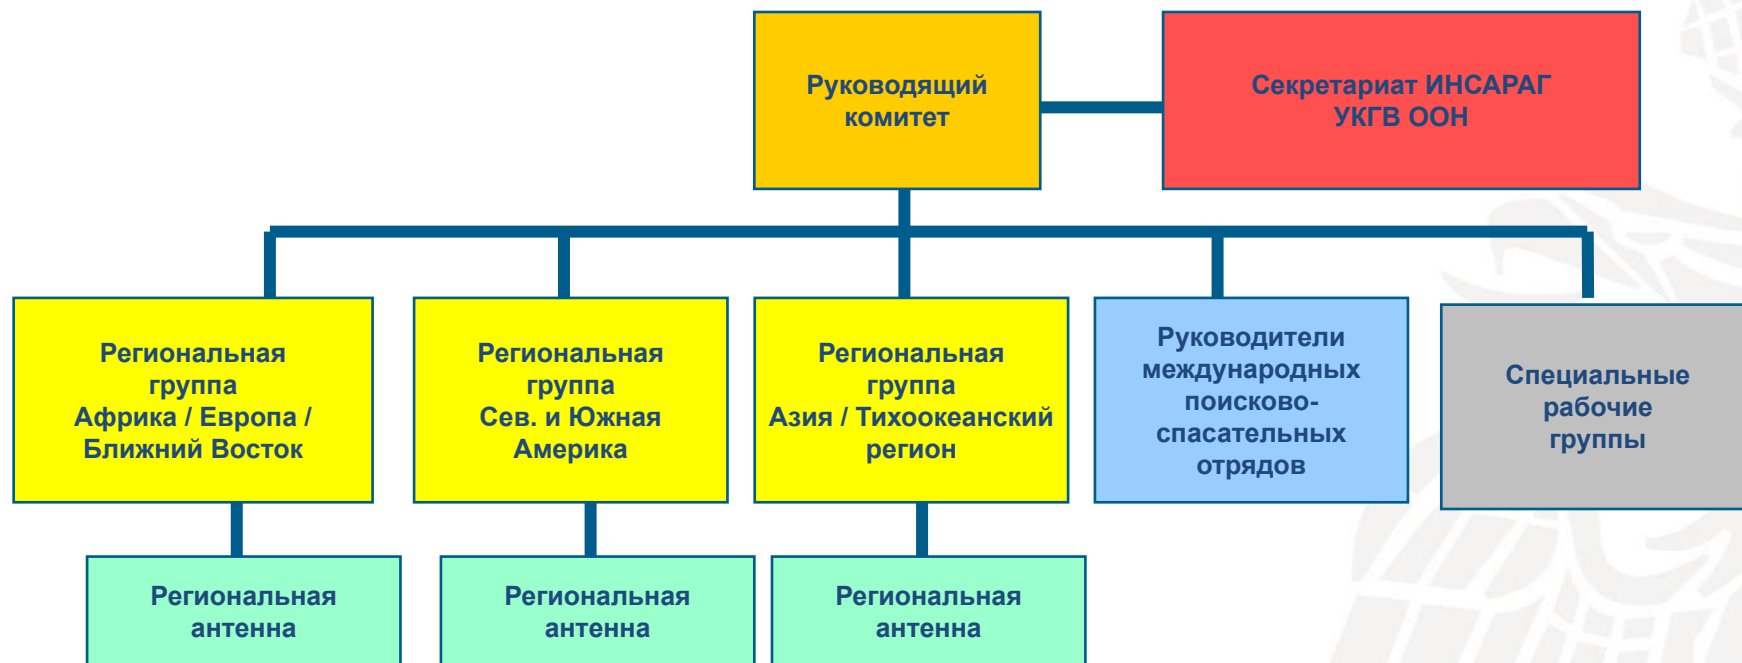 Руководящий
комитет
Секретариат ИНСАРАГ
УКГВ ООН
Региональная
группа
Африка / Европа /
Ближний Восток
Региональная
группа
Сев. и Южная
Америка
Региональная
группа
Азия / Тихоокеанский
регион
Руководители
международных
поисково-
спасательных
отрядов
Специальные
рабочие
группы
Региональная
антенна
Региональная
антенна
Региональная
антенна